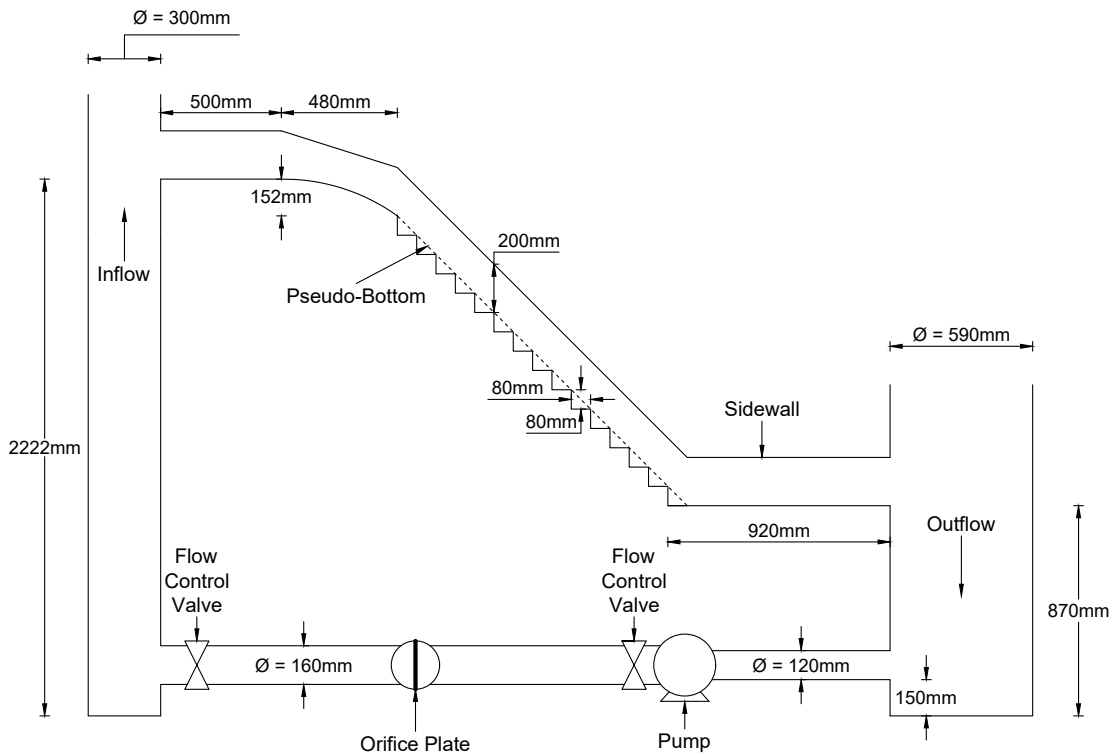 Ø = 300mm
500mm
480mm
152mm
200mm
Inflow
Pseudo-Bottom
Ø = 590mm
80mm
80mm
Sidewall
2222mm
920mm
Outflow
Flow
Control
Valve
Flow
Control
Valve
870mm
Ø = 160mm
Ø = 120mm
150mm
Orifice Plate
Pump